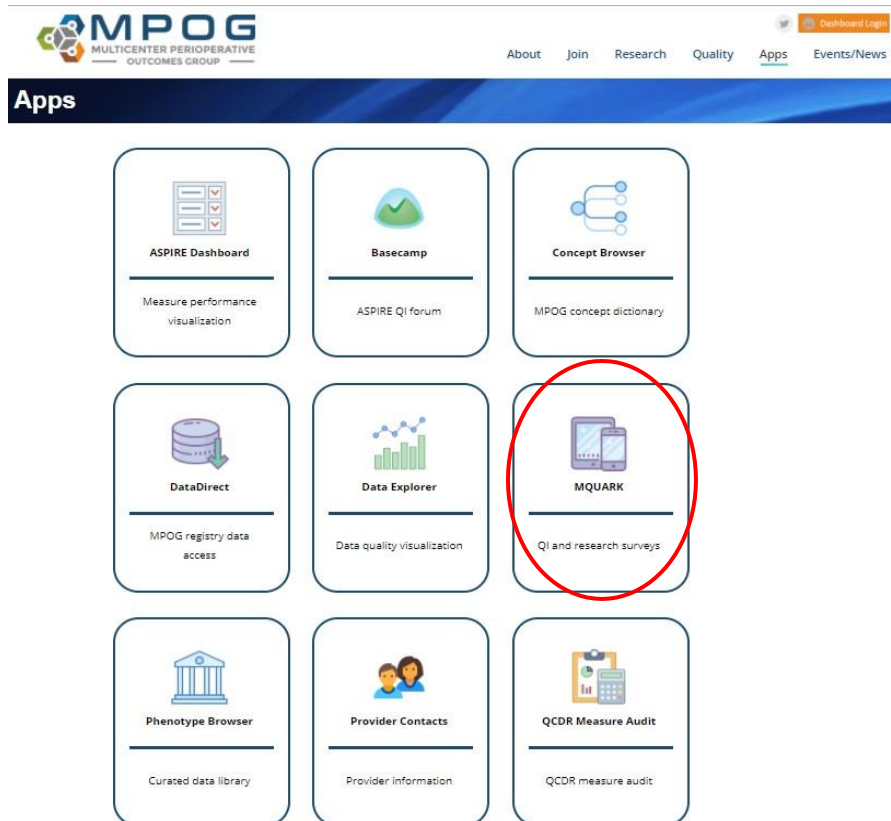 MPOG
MULTICENTER PERIOPERATIVE
OUTCOMES GROUP
Dashboard Login
About Join Research Quality Apps Events/News
Apps
ASPIRE Dashboard
Measure performance
visualization
Basecamp
ASPIRE QI forum
Concept Browser
MPOG concept dictionary
DataDirect
MPOG registry data
access
Data Explorer
Data quality visualization
MQUARK
QI and research surveys
Phenotype Browser
Curated data library
Provider Contacts
Provider information
QCDR Measure Audit
QCDR measure audit